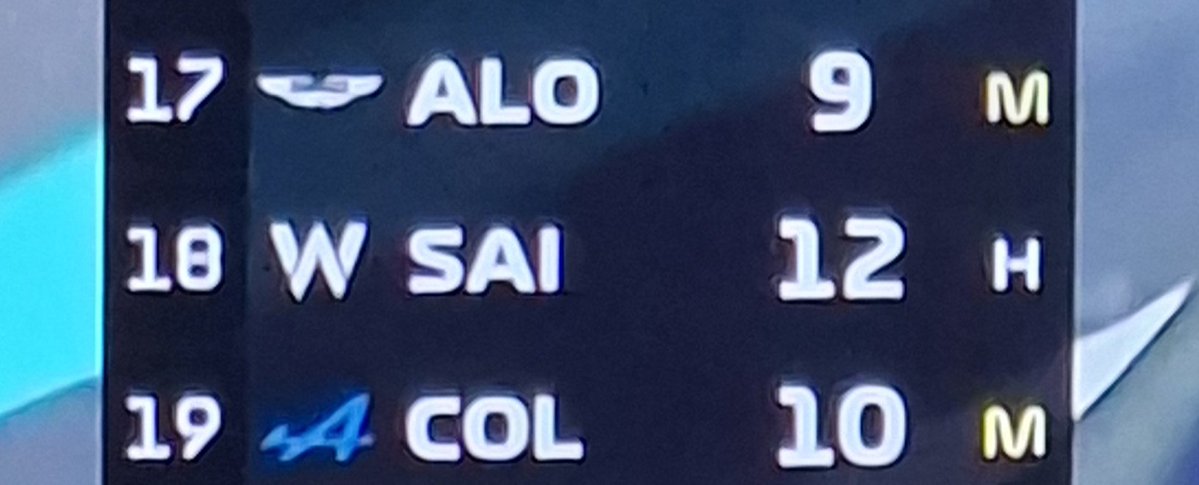 17 ALO 9 M
18 W SAI 12 H
19 A COL 10 M